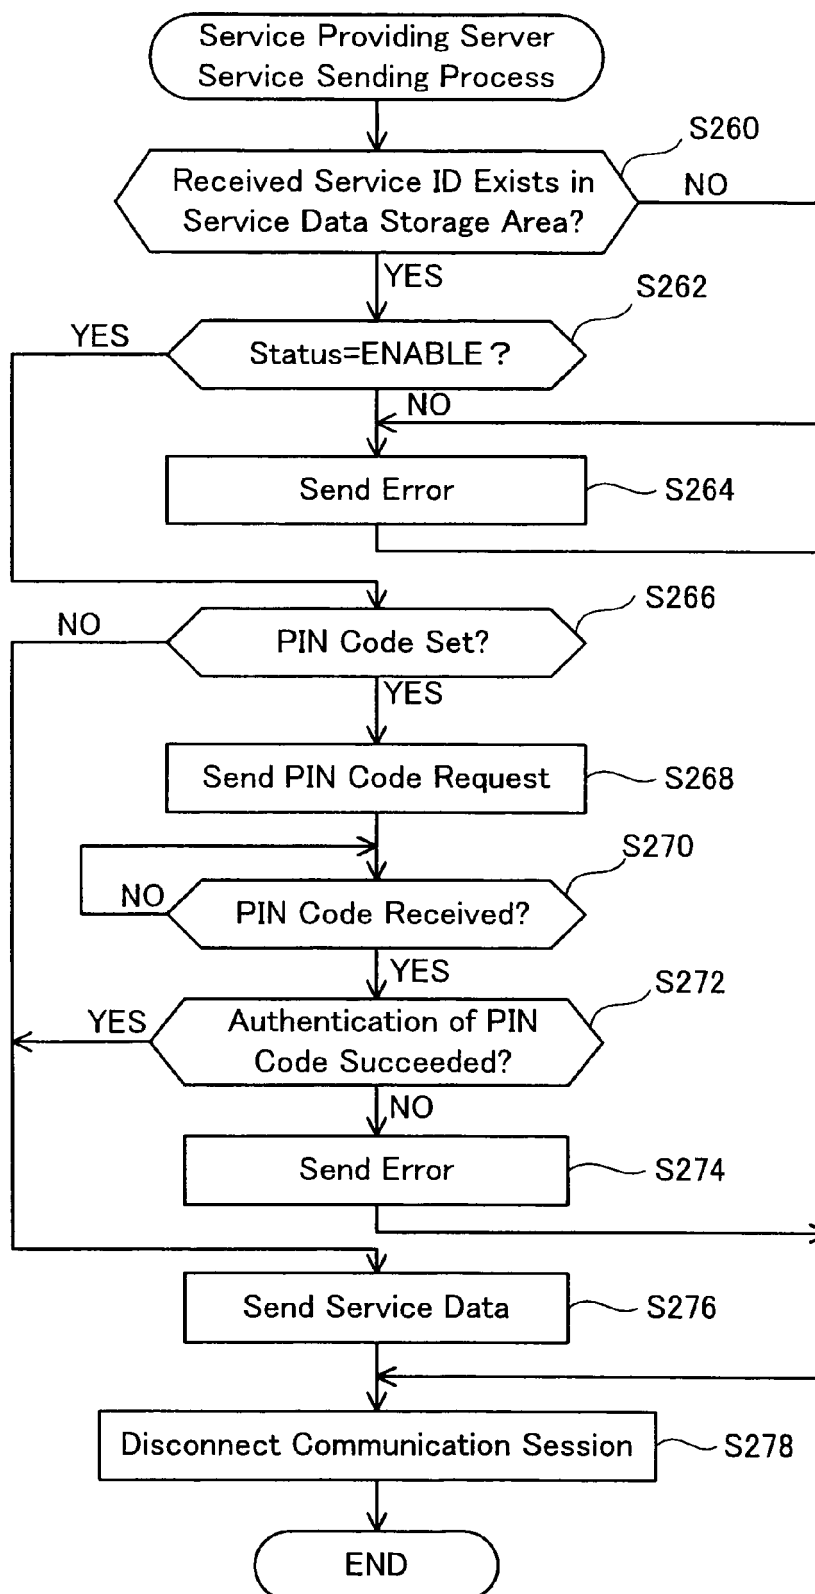 Service Providing Server
Service Sending Process
S260
Received Service ID Exists in
Service Data Storage Area?
NO
YES
S262
YES
Status=ENABLE?
NO
Send Error
S264
S266
NO
PIN Code Set?
YES
Send PIN Code Request
S268
S270
NO
PIN Code Received?
YES
S272
YES
Authentication of PIN
Code Succeeded?
NO
Send Error
S274
Send Service Data
S276
Disconnect Communication Session
S278
END